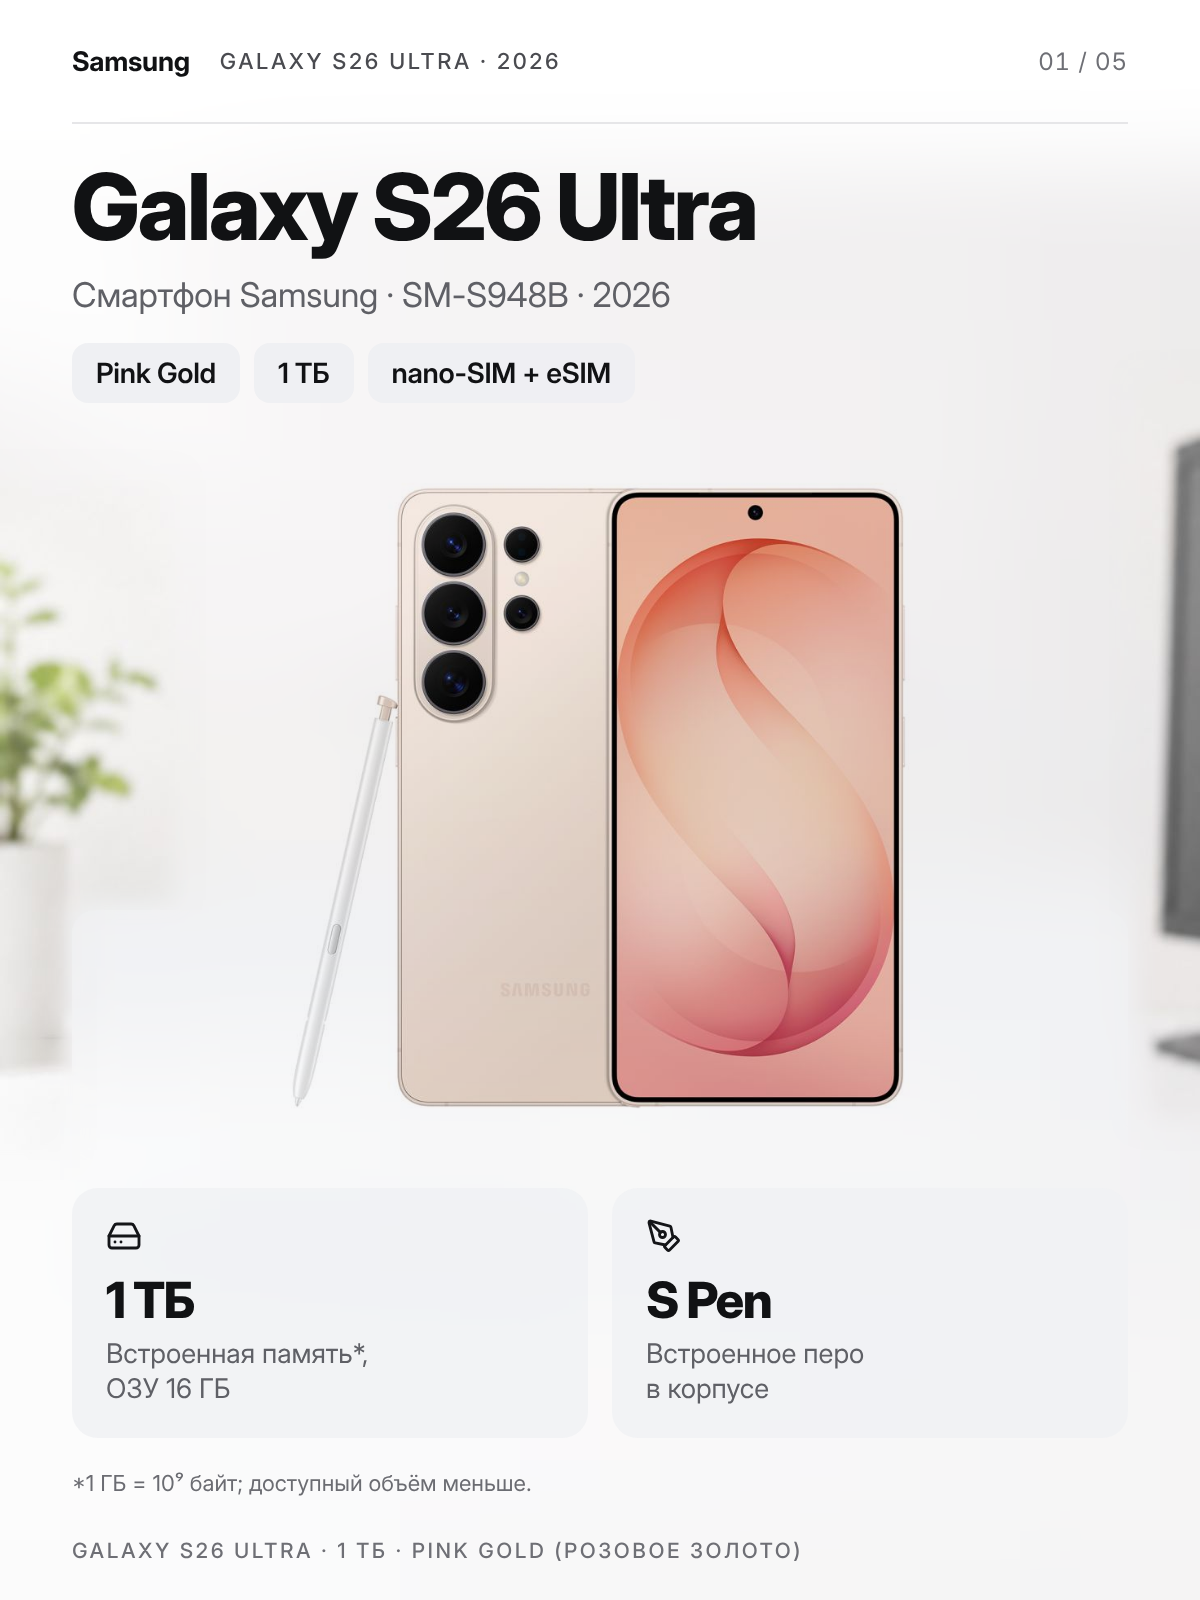 Samsung GALAXY S26 ULTRA · 2026 01 / 05
Galaxy S26 Ultra
Смартфон Samsung · SM-S948B · 2026
Pink Gold 1 ТБ nano-SIM + eSIM
SAMSUNG
1 ТБ
Встроенная память*,
ОЗУ 16 ГБ
S Pen
Встроенное перо
в корпусе
*1 ГБ = 10⁹ байт; доступный объём меньше.
GALAXY S26 ULTRA · 1 ТБ · PINK GOLD (РОЗОВОЕ ЗОЛОТО)